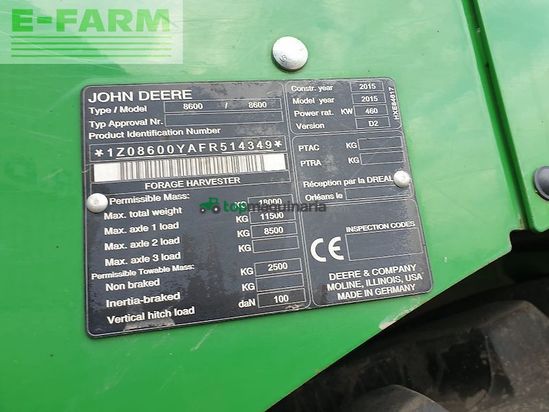 E-FARM
JOHN DEERE
Type / Model 8600 / 8600
Typ Approval Nr.
Product Identification Number
*1Z08600YAFR514349*
FORAGE HARVESTER
Permissible Mass:
Max. total weight KG 18000
Max. axle 1 load KG 11500
Max. axle 2 load KG 8500
Max. axle 3 load KG
Permissible Towable Mass:
Non braked KG 2500
Inertia-braked KG
Vertical hitch load daN 100
Constr. year 2015
Model year 2015
Power rat. KW 460
Version D2
PTAC KG
PTRA KG
Réception par la DREAL
Orléans le
CE
INSPECTION CODES
DEERE & COMPANY
MOLINE, ILLINOIS, USA
MADE IN GERMANY
topmaquinaria